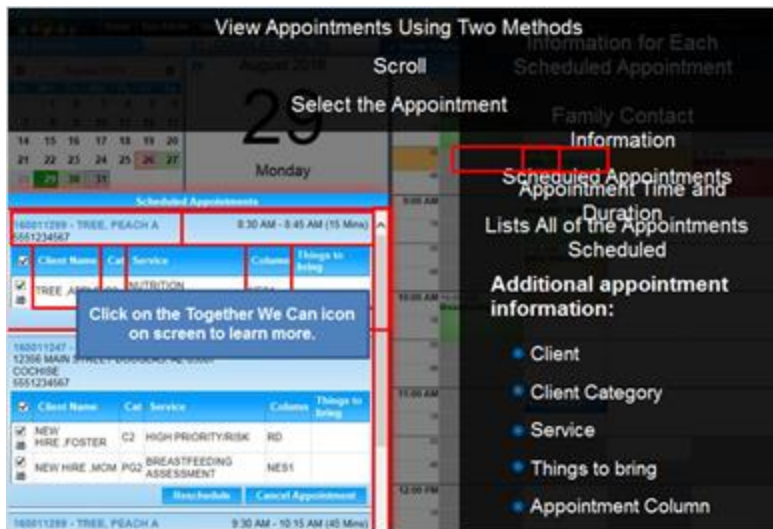 View Appointments Using Two Methods
Scroll
Select the Appointment
Information for Each
Scheduled Appointment
Family Contact
Information
Scheduled Appointments
Appointment Time and
Duration
Lists All of the Appointments
Scheduled
Additional appointment
information:
Client
Client Category
Service
Things to bring
Appointment Column
August 2016
29
Monday
14 15 16 17 18 19 20
21 22 23 24 25 26 27
29 30 31
Scheduled Appointments
160011299 - TREE, PEACH A 8:30 AM - 8:45 AM (15 Mins)
5551234567
Client Name Cat Service Column Things to bring
NUTRITION
Click on the Together We Can icon
on screen to learn more.
160011247 -
12356 MAIN STREET
COCHISE
5551234567
Client Name Cat Service Column Things to bring
NEW HIRE ,FOSTER C2 HIGH PRIORITY/RISK RD
NEW HIRE ,MOM PG2 BREASTFEEDING ASSESSMENT NES1
Reschedule Cancel Appointment
160011299 - TREE, PEACH A 9:30 AM - 10:15 AM (45 Mins)
9:00 AM
10:00 AM
11:00 AM
12:00 PM